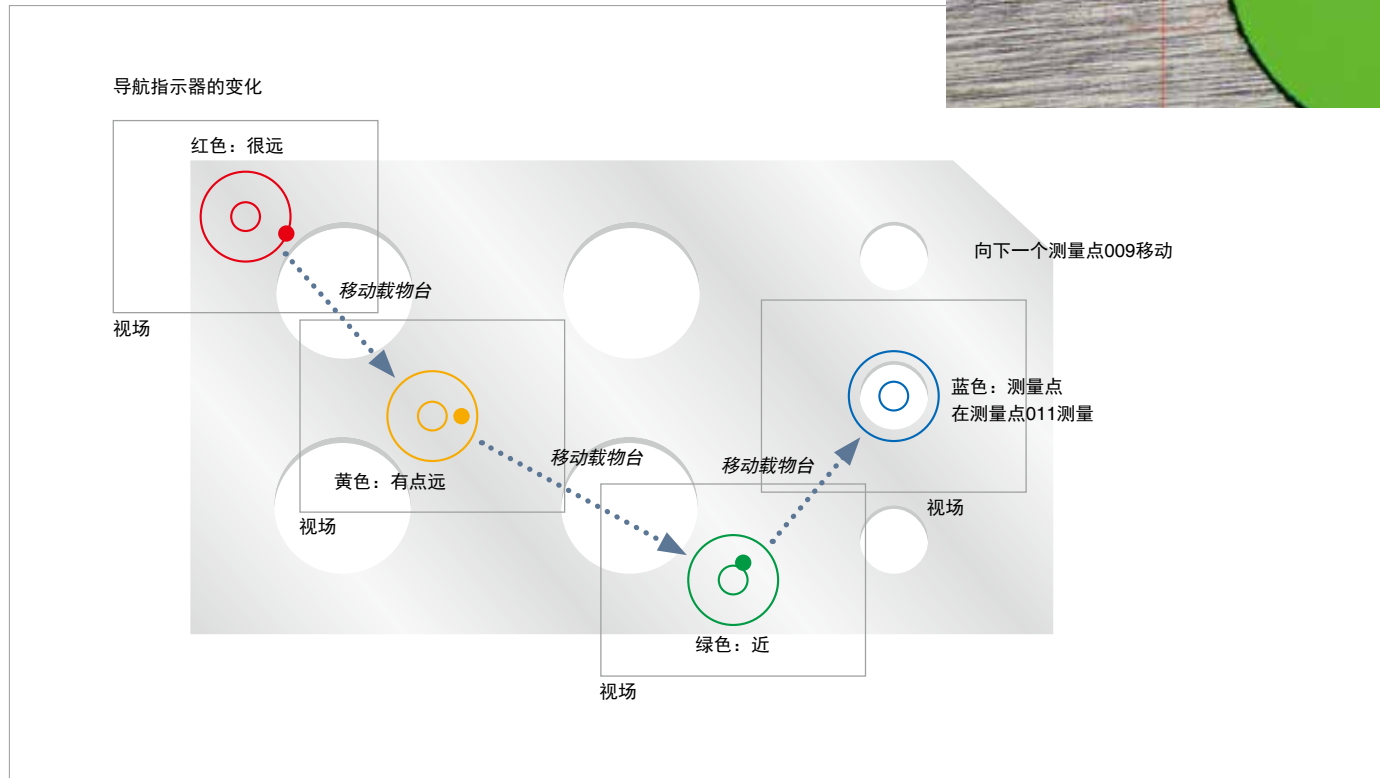 导航指示器的变化
红色：很远
向下一个测量点009移动
移动载物台
视场
蓝色：测量点
在测量点011测量
移动载物台
移动载物台
黄色：有点远
视场
视场
绿色：近
视场